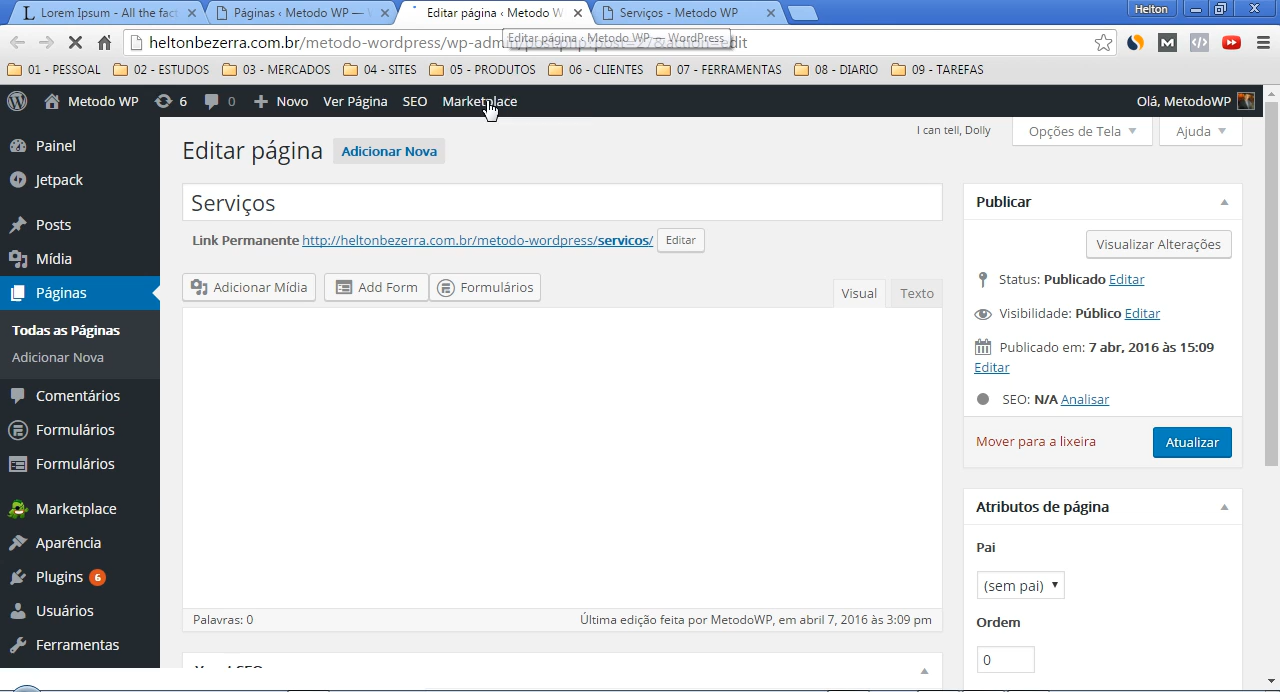 Lorem Ipsum - All the fact
Páginas ‹ Metodo WP —
Editar página ‹ Metodo W
Serviços - Metodo WP
Helton
heltonbezerra.com.br/metodo-wordpress/wp-admin/post.php?post=27&action=edit
Editar página ‹ Metodo WP — WordPress
01 - PESSOAL
02 - ESTUDOS
03 - MERCADOS
04 - SITES
05 - PRODUTOS
06 - CLIENTES
07 - FERRAMENTAS
08 - DIARIO
09 - TAREFAS
Metodo WP
6
0
Novo
Ver Página
SEO
Marketplace
Olá, MetodoWP
Painel
Jetpack
Posts
Mídia
Páginas
Todas as Páginas
Adicionar Nova
Comentários
Formulários
Formulários
Marketplace
Aparência
Plugins 6
Usuários
Ferramentas
I can tell, Dolly
Opções de Tela
Ajuda
Editar página
Adicionar Nova
Serviços
Link Permanente http://heltonbezerra.com.br/metodo-wordpress/servicos/ Editar
Adicionar Mídia
Add Form
Formulários
Visual
Texto
Palavras: 0
Última edição feita por MetodoWP, em abril 7, 2016 às 3:09 pm
Publicar
Visualizar Alterações
Status: Publicado Editar
Visibilidade: Público Editar
Publicado em: 7 abr, 2016 às 15:09
Editar
SEO: N/A Analisar
Mover para a lixeira
Atualizar
Atributos de página
Pai
(sem pai)
Ordem
0